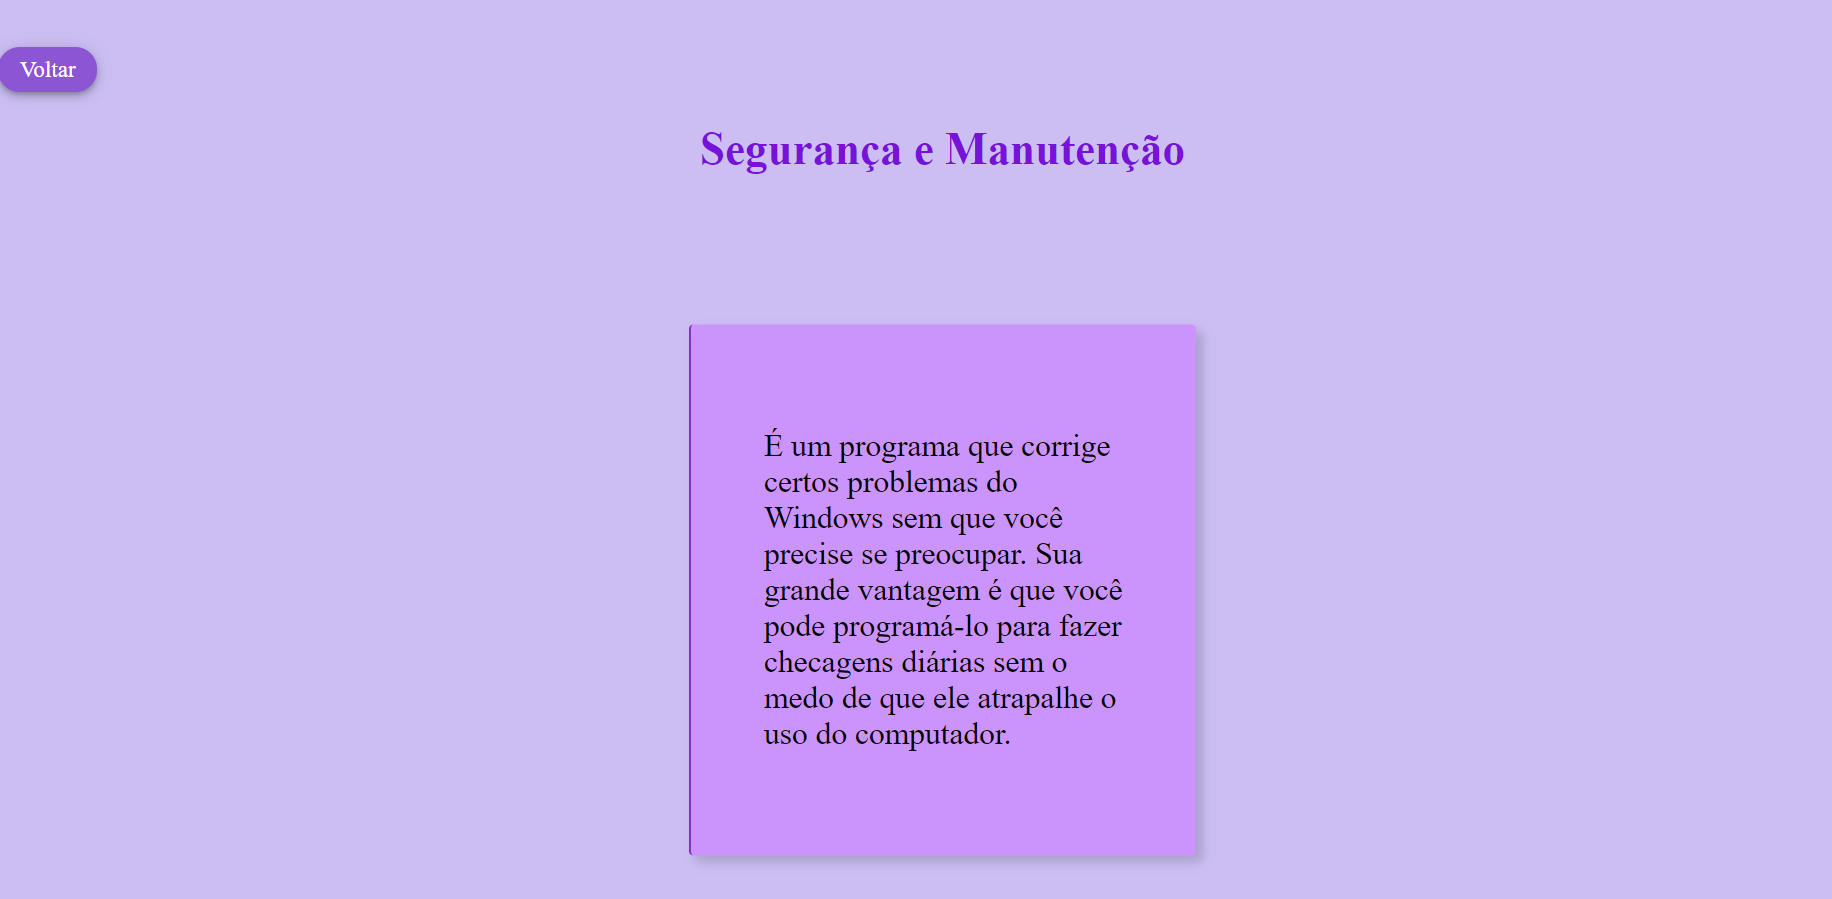 Voltar
Segurança e Manutenção
É um programa que corrige
certos problemas do
Windows sem que você
precise se preocupar. Sua
grande vantagem é que você
pode programá-lo para fazer
checagens diárias sem o
medo de que ele atrapalhe o
uso do computador.